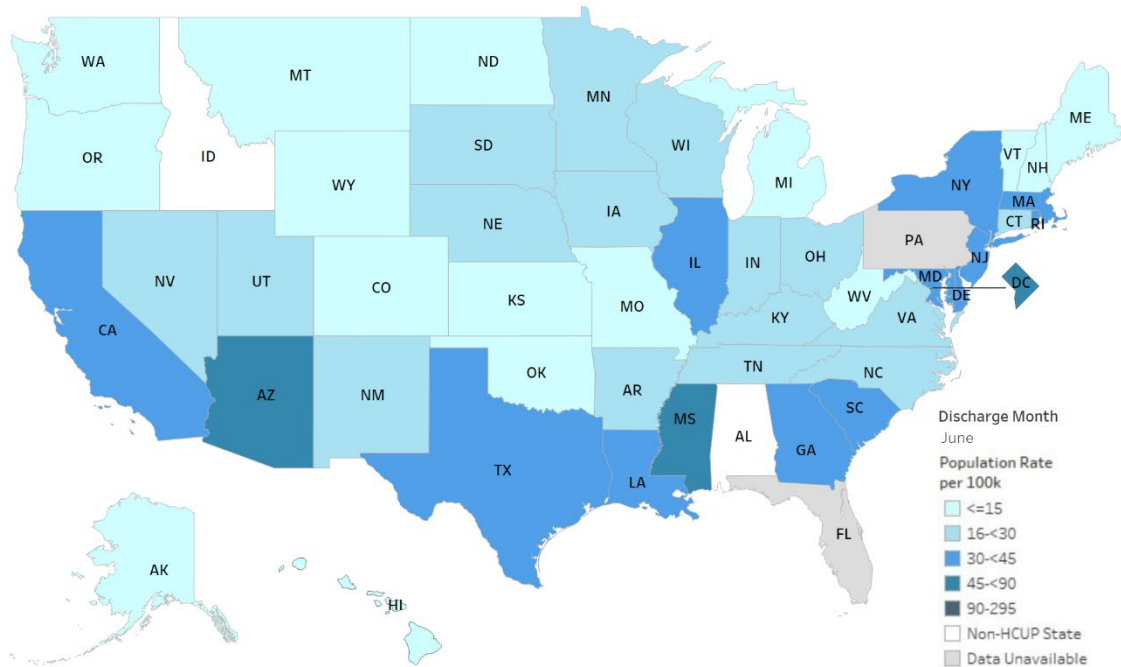 WA
MT
ND
MN
ME
OR
ID
SD
WI
VT
NH
WY
MI
NY
MA
IA
CT
RI
NE
PA
NV
UT
IL
IN
OH
NJ
CO
MD
DC
CA
KS
MO
WV
DE
KY
VA
AZ
NM
OK
AR
TN
NC
MS
AL
GA
SC
TX
LA
FL
AK
HI
Discharge Month
June
Population Rate
per 100k
<=15
16-<30
30-<45
45-<90
90-295
Non-HCUP State
Data Unavailable